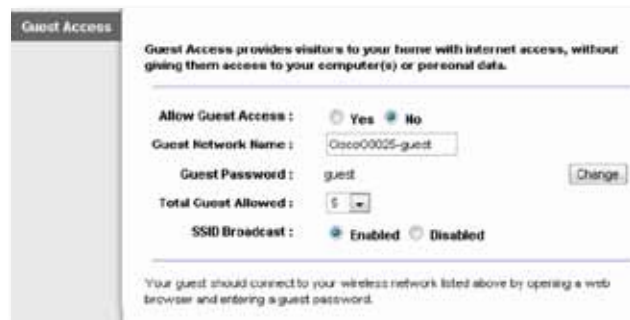 Guest Access
Guest Access provides visitors to your home with internet access, without
giving them access to your computer(s) or personal data.
Allow Guest Access : Yes No
Guest Network Name : Cisco00025-guest
Guest Password : guest Change
Total Guest Allowed : 5
SSID Broadcast : Enabled Disabled
Your guest should connect to your wireless network listed above by opening a web
browser and entering a guest password.